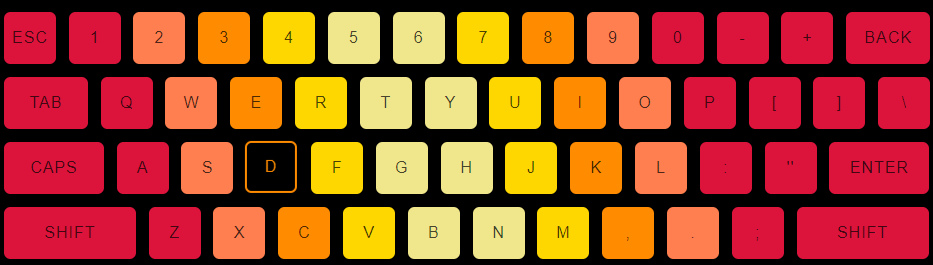 ESC 1 2 3 4 5 6 7 8 9 0 - + BACK
TAB Q W E R T Y U I O P [ ] \
CAPS A S D F G H J K L : " ENTER
SHIFT Z X C V B N M , . ; SHIFT